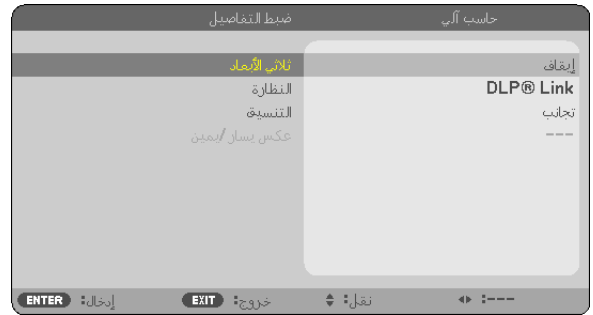 ضبط التفاصيل حاسب آلي
ثلاثي الأبعاد إيقاف
النظارة DLP® Link
التنسيق تجانب
عكس يسار/يمين ---
ENTER إدخال: EXIT خروج: نقل: ---: